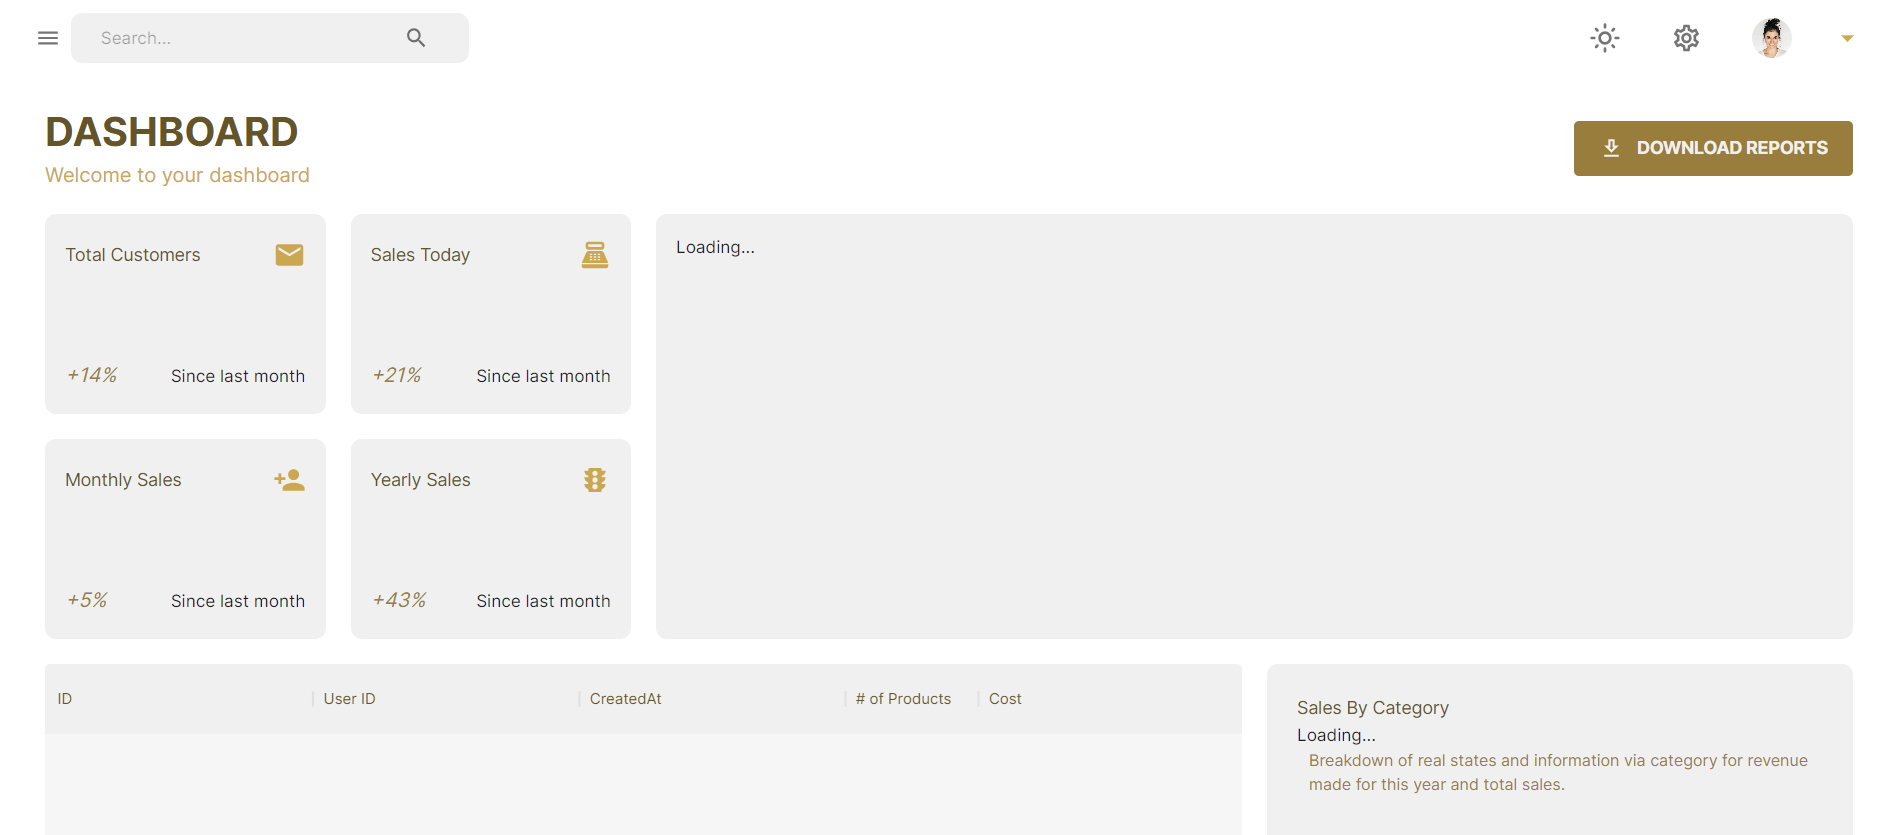 Search...
DASHBOARD
Welcome to your dashboard
DOWNLOAD REPORTS
Total Customers
+14% Since last month
Sales Today
+21% Since last month
Loading...
Monthly Sales
+5% Since last month
Yearly Sales
+43% Since last month
ID User ID CreatedAt # of Products Cost
Sales By Category
Loading...
Breakdown of real states and information via category for revenue
made for this year and total sales.